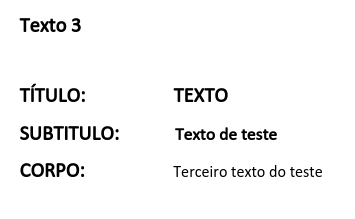 Texto 3
TÍTULO: TEXTO
SUBTITULO: Texto de teste
CORPO: Terceiro texto do teste